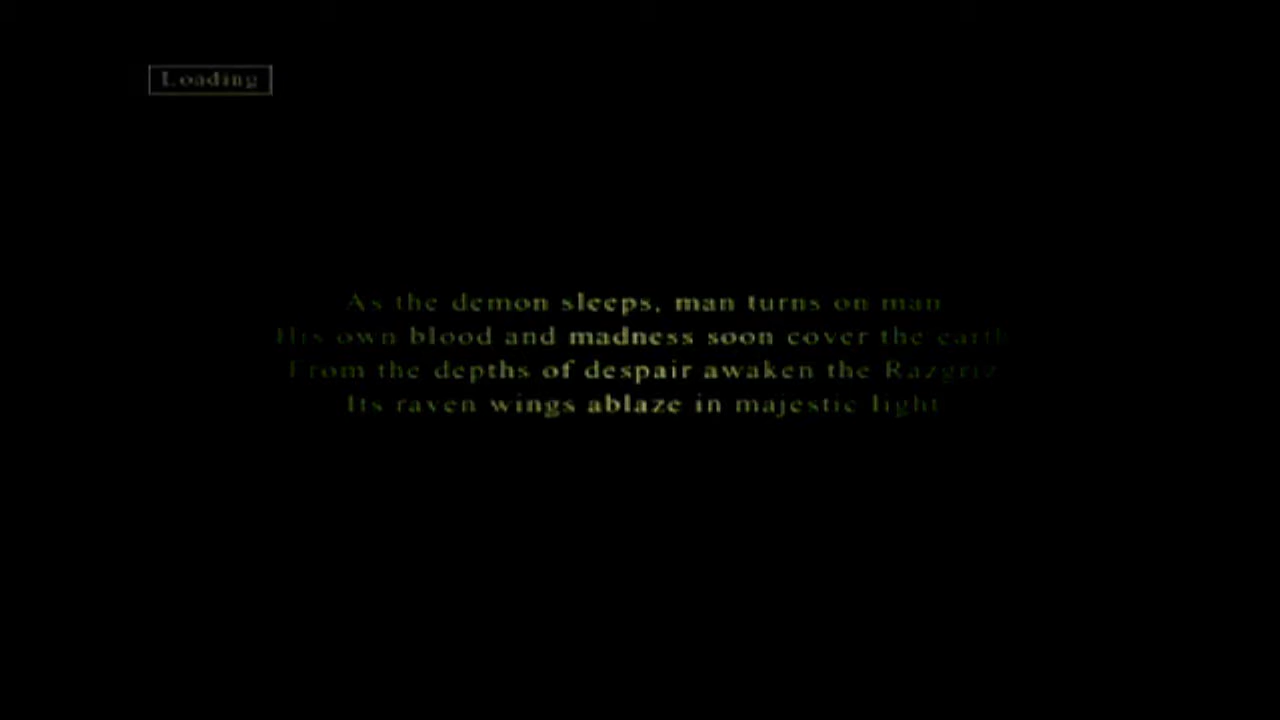 Loading
As the demon sleeps, man turns on man
His own blood and madness soon cover the earth
From the depths of despair awaken the Razgriz
Its raven wings ablaze in majestic light